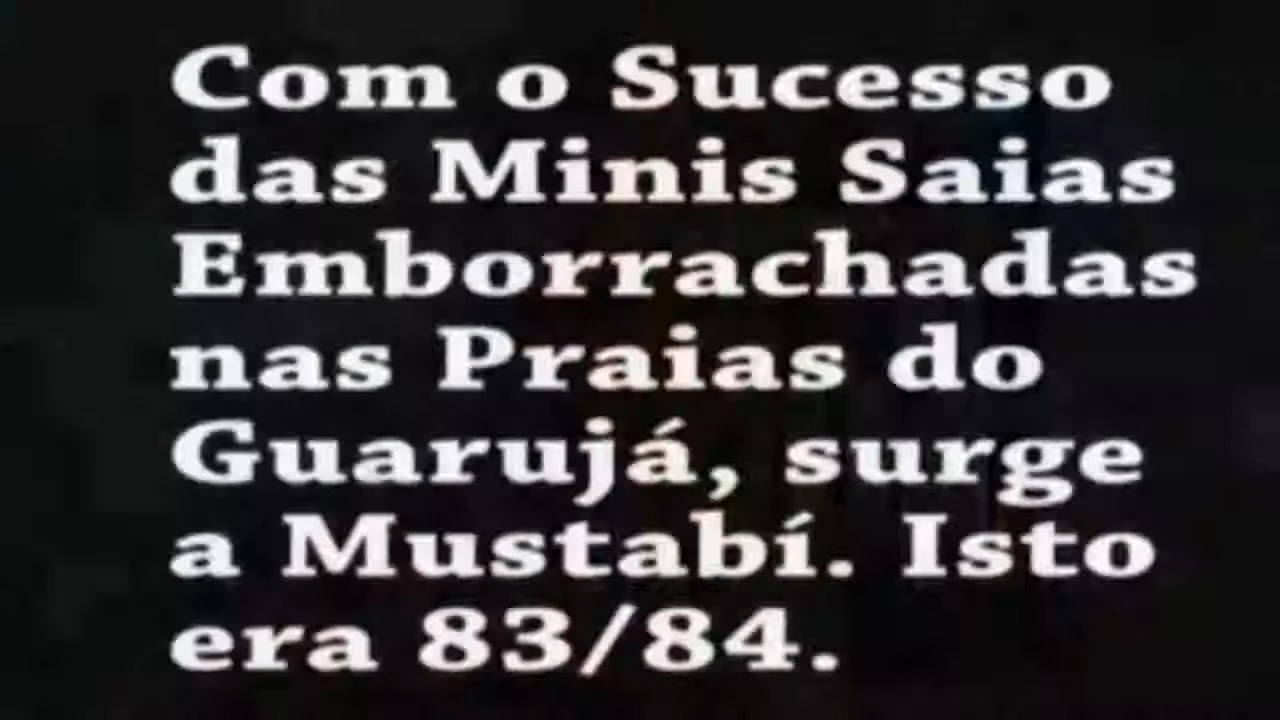 Com o Sucesso
das Minis Saias
Emborrachadas
nas Praias do
Guarujá, surge
a Mustabí. Isto
era 83/84.